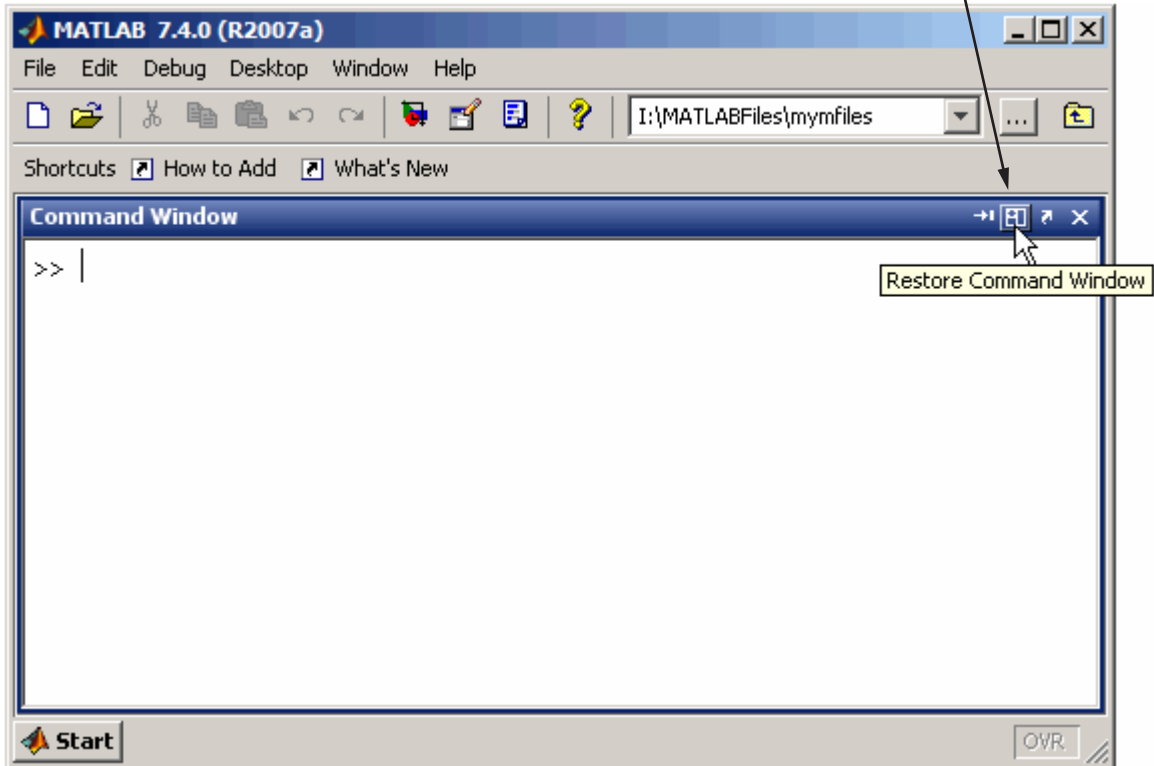 MATLAB 7.4.0 (R2007a)
File Edit Debug Desktop Window Help
I:\MATLABFiles\mymfiles ...
Shortcuts How to Add What's New
Command Window
>>
Restore Command Window
Start OVR